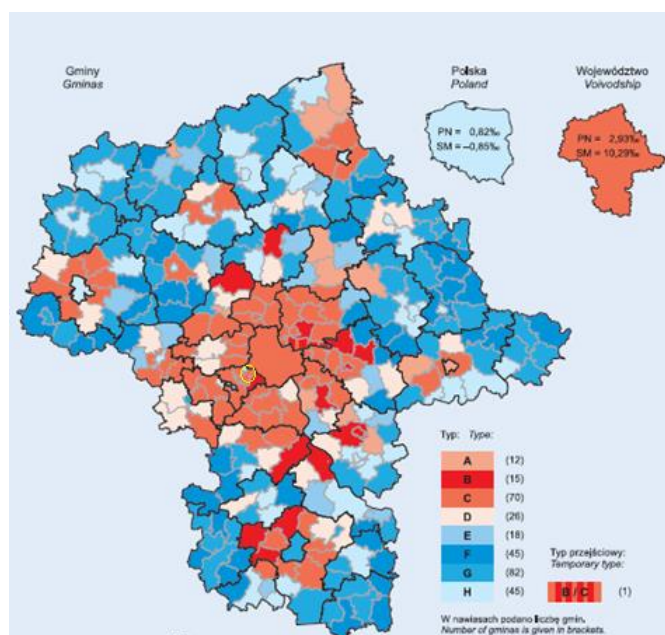 Gminy
Gminas
Polska
Poland
PN = 0,82‰
SM = –0,85‰
Województwo
Voivodship
PN = 2,93‰
SM = 10,29‰
Typ: Type:
A (12)
B (15)
C (70)
D (26)
E (18)
F (45)
G (82)
H (45)
Typ przejściowy:
Temporary type:
B / C (1)
W nawiasach podano liczbę gmin.
Number of gminas is given in brackets.